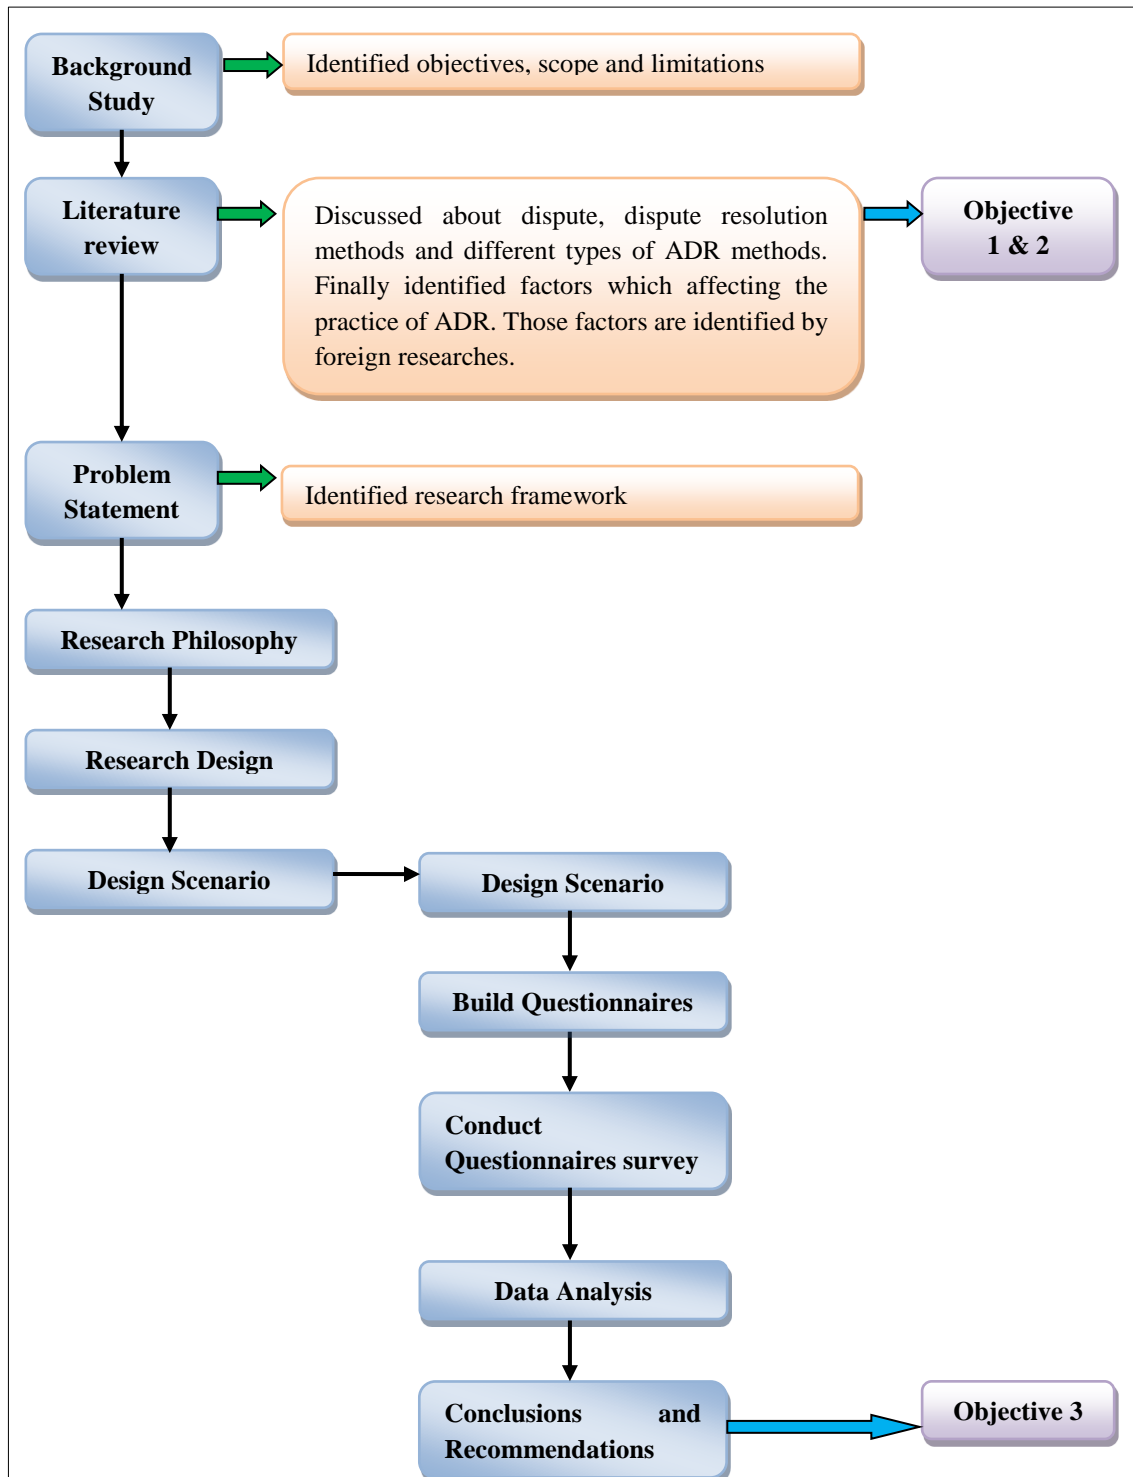 Background
Study
Identified objectives, scope and limitations
Literature
review
Discussed about dispute, dispute resolution
methods and different types of ADR methods.
Finally identified factors which affecting the
practice of ADR. Those factors are identified by
foreign researches.
Objective
1 & 2
Problem
Statement
Identified research framework
Research Philosophy
Research Design
Design Scenario
Design Scenario
Build Questionnaires
Conduct
Questionnaires survey
Data Analysis
Conclusions and
Recommendations
Objective 3